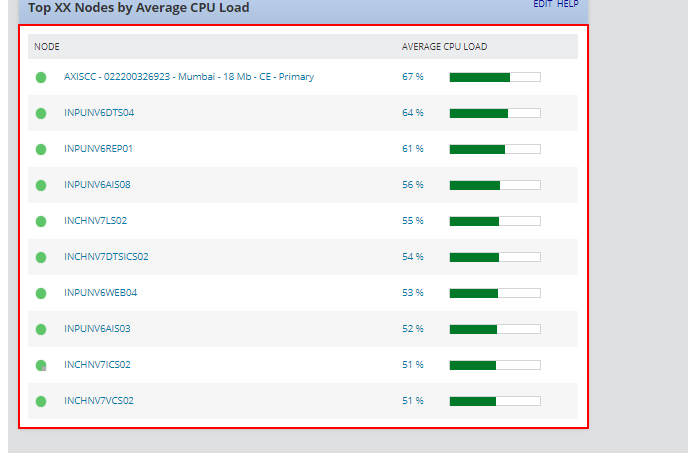 Top XX Nodes by Average CPU Load EDIT HELP
NODE AVERAGE CPU LOAD
AXISCC - 022200326923 - Mumbai - 18 Mb - CE - Primary 67 %
INPUNV6DTS04 64 %
INPUNV6REP01 61 %
INPUNV6AIS08 56 %
INCHNV7LS02 55 %
INCHNV7DTSICS02 54 %
INPUNV6WEB04 53 %
INPUNV6AIS03 52 %
INCHNV7ICS02 51 %
INCHNV7VCS02 51 %